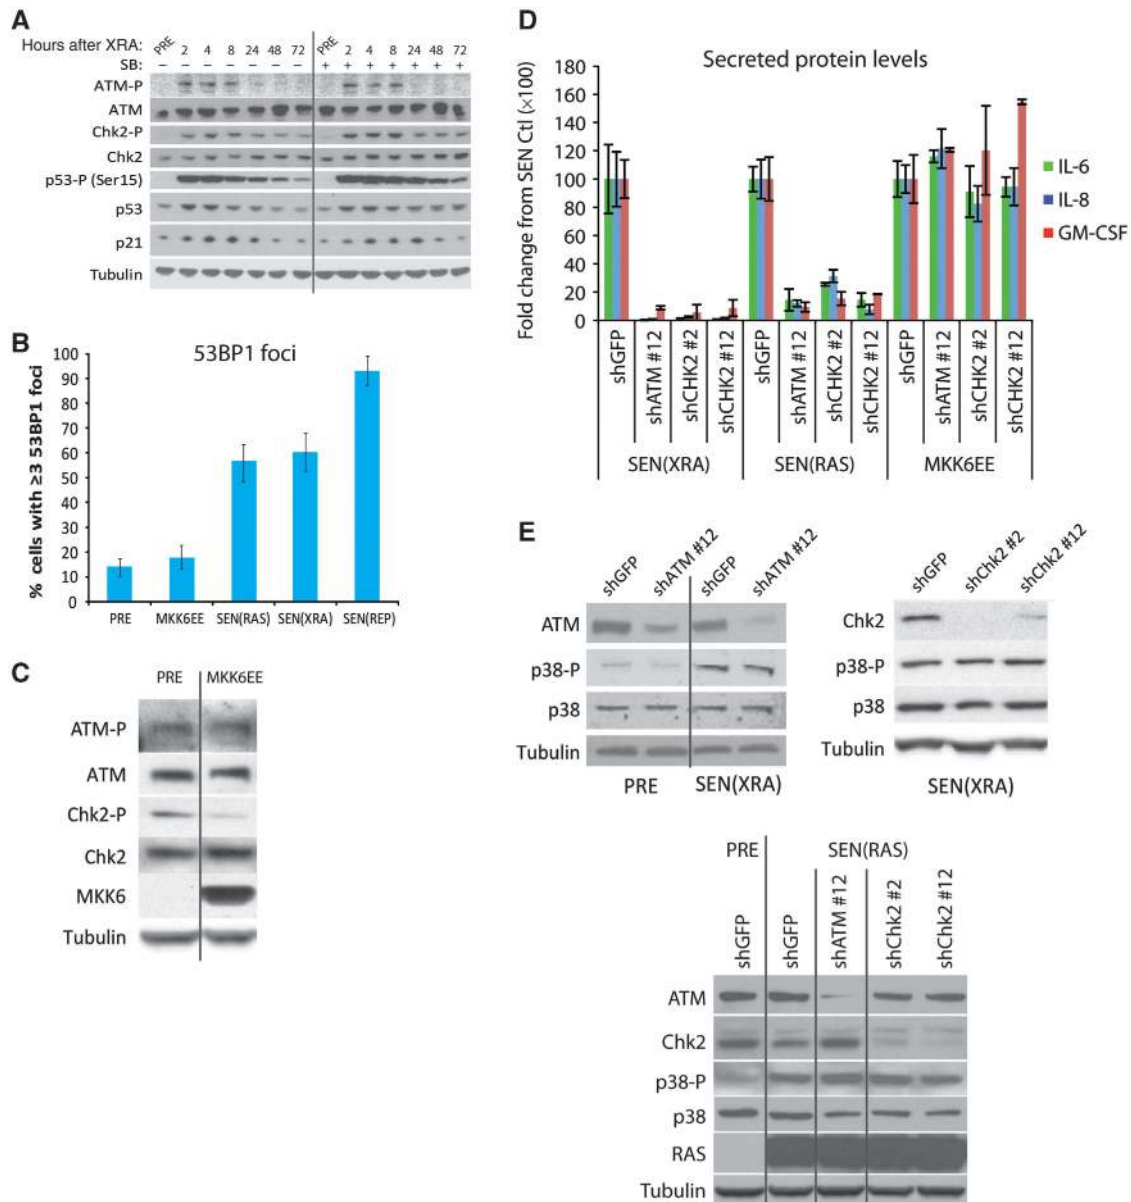 A
Hours after XRA: PRE 2 4 8 24 48 72 PRE 2 4 8 24 48 72
SB: − − − − − − − + + + + + + +
ATM-P
ATM
Chk2-P
Chk2
p53-P (Ser15)
p53
p21
Tubulin
B
53BP1 foci
% cells with ≥3 53BP1 foci
100
90
80
70
60
50
40
30
20
10
0
PRE MKK6EE SEN(RAS) SEN(XRA) SEN(REP)
C
PRE MKK6EE
ATM-P
ATM
Chk2-P
Chk2
MKK6
Tubulin
D
Secreted protein levels
Fold change from SEN Ctl (×100)
180
160
140
120
100
80
60
40
20
0
IL-6
IL-8
GM-CSF
shGFP shATM #12 shCHK2 #2 shCHK2 #12 shGFP shATM #12 shCHK2 #2 shCHK2 #12 shGFP shATM #12 shCHK2 #2 shCHK2 #12
SEN(XRA) SEN(RAS) MKK6EE
E
shGFP shATM #12 shGFP shATM #12
ATM
p38-P
p38
Tubulin
PRE SEN(XRA)
shGFP shChk2 #2 shChk2 #12
Chk2
p38-P
p38
Tubulin
SEN(XRA)
PRE SEN(RAS)
shGFP shGFP shATM #12 shChk2 #2 shChk2 #12
ATM
Chk2
p38-P
p38
RAS
Tubulin